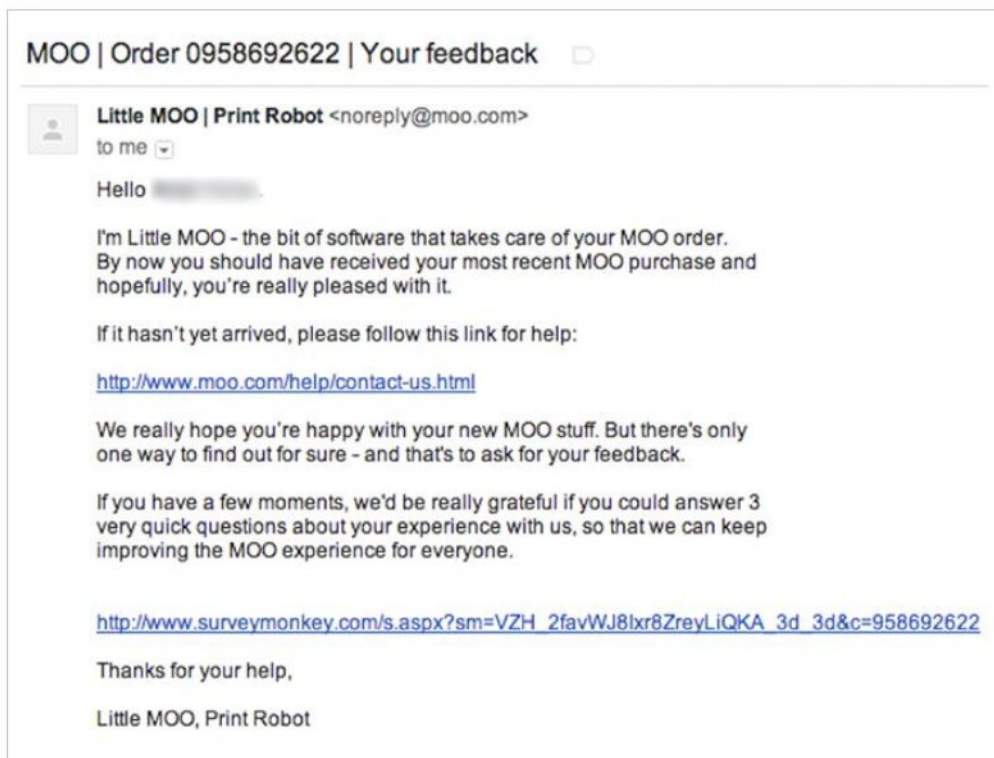 MOO | Order 0958692622 | Your feedback
Little MOO | Print Robot <noreply@moo.com>
to me
Hello
I'm Little MOO - the bit of software that takes care of your MOO order.
By now you should have received your most recent MOO purchase and
hopefully, you're really pleased with it.
If it hasn't yet arrived, please follow this link for help:
http://www.moo.com/help/contact-us.html
We really hope you're happy with your new MOO stuff. But there's only
one way to find out for sure - and that's to ask for your feedback.
If you have a few moments, we'd be really grateful if you could answer 3
very quick questions about your experience with us, so that we can keep
improving the MOO experience for everyone.
http://www.surveymonkey.com/s.aspx?sm=VZH_2favWJ8Ixr8ZreyLiQKA_3d_3d&c=958692622
Thanks for your help,
Little MOO, Print Robot